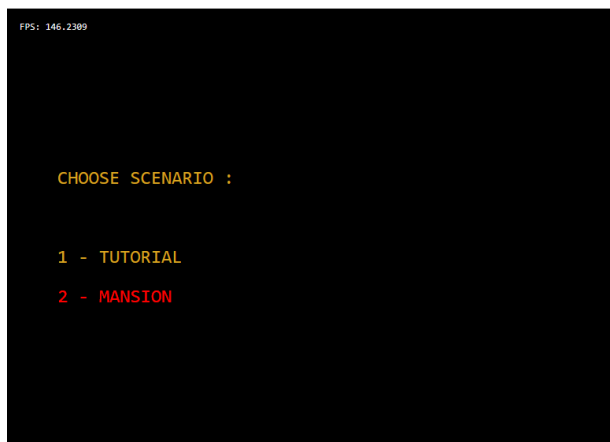 FPS: 146.2309
CHOOSE SCENARIO :
1 - TUTORIAL
2 - MANSION